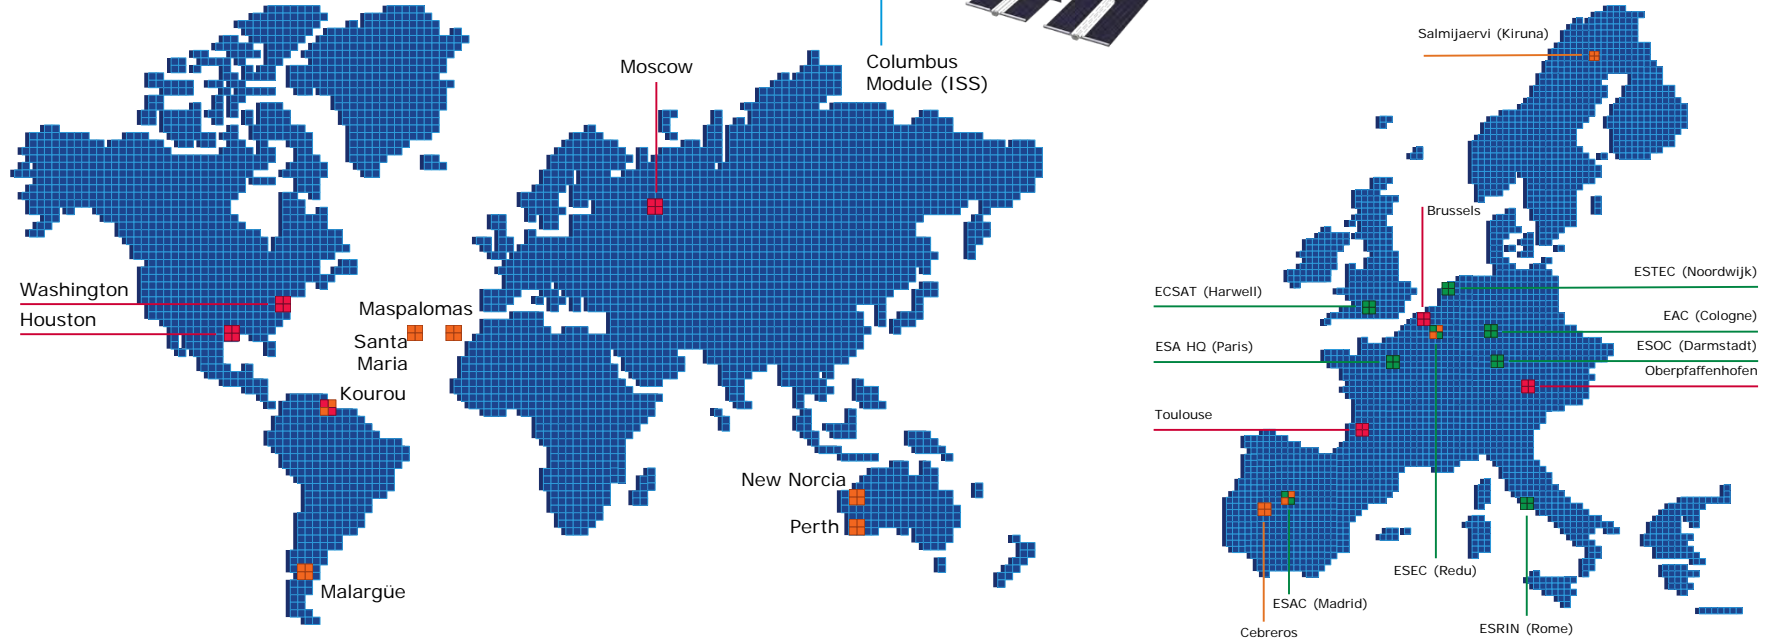 Columbus
Module (ISS)
Moscow
Washington
Houston
Maspalomas
Santa
Maria
Kourou
New Norcia
Perth
Malargüe
Salmijaervi (Kiruna)
Brussels
ESTEC (Noordwijk)
ECSAT (Harwell)
EAC (Cologne)
ESA HQ (Paris)
ESOC (Darmstadt)
Oberpfaffenhofen
Toulouse
ESEC (Redu)
ESAC (Madrid)
Cebreros
ESRIN (Rome)